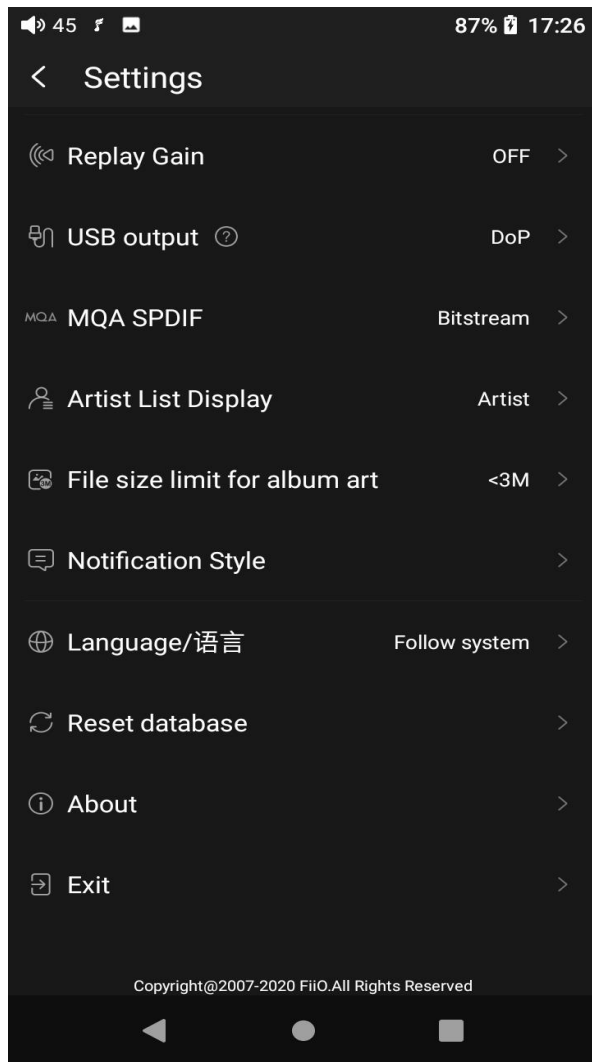 45 87% 17:26
Settings
Replay Gain OFF
USB output ? DoP
MQA MQA SPDIF Bitstream
Artist List Display Artist
3M File size limit for album art <3M
Notification Style
Language/语言 Follow system
Reset database
About
Exit
Copyright@2007-2020 FiiO.All Rights Reserved